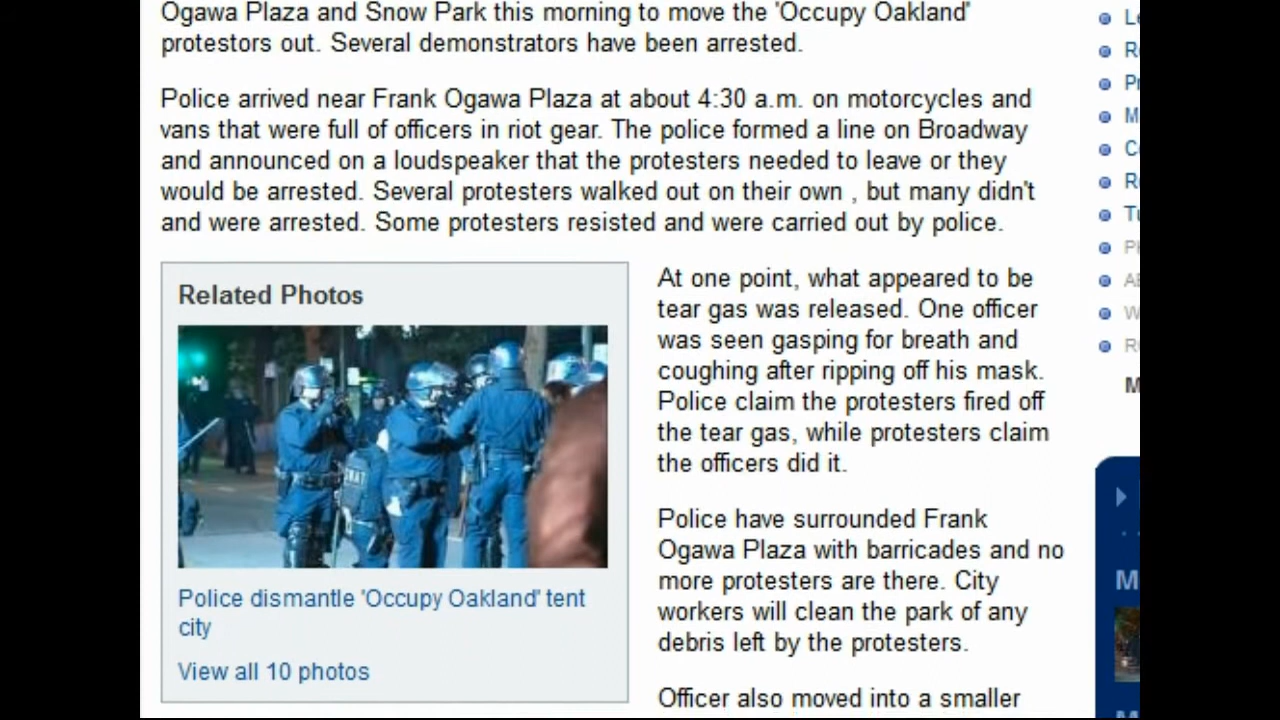 Ogawa Plaza and Snow Park this morning to move the 'Occupy Oakland'
protestors out. Several demonstrators have been arrested.
Police arrived near Frank Ogawa Plaza at about 4:30 a.m. on motorcycles and
vans that were full of officers in riot gear. The police formed a line on Broadway
and announced on a loudspeaker that the protesters needed to leave or they
would be arrested. Several protesters walked out on their own , but many didn't
and were arrested. Some protesters resisted and were carried out by police.
Related Photos
Police dismantle 'Occupy Oakland' tent
city
View all 10 photos
At one point, what appeared to be
tear gas was released. One officer
was seen gasping for breath and
coughing after ripping off his mask.
Police claim the protesters fired off
the tear gas, while protesters claim
the officers did it.
Police have surrounded Frank
Ogawa Plaza with barricades and no
more protesters are there. City
workers will clean the park of any
debris left by the protesters.
Officer also moved into a smaller